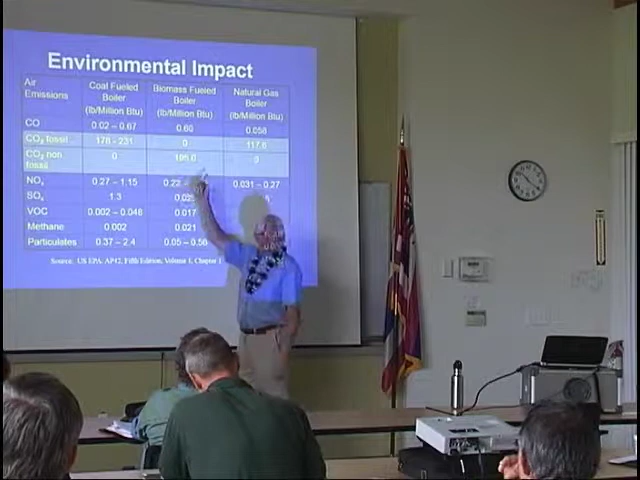 Environmental Impact
Air Emissions Coal Fueled Boiler (lb/Million Btu) Biomass Fueled Boiler (lb/Million Btu) Natural Gas Boiler (lb/Million Btu)
CO 0.02 – 0.67 0.60 0.058
CO₂ fossil 178 - 231 0 117.6
CO₂ non fossil 0 195.0
NOₓ 0.27 – 1.15 0.22 0.031 – 0.27
SOₓ 1.3
VOC 0.002 – 0.048 0.017
Methane 0.002 0.021
Particulates 0.37 – 2.4 0.05 – 0.56
Source: US EPA, AP42, Fifth Edition, Volume I, Chapter 1